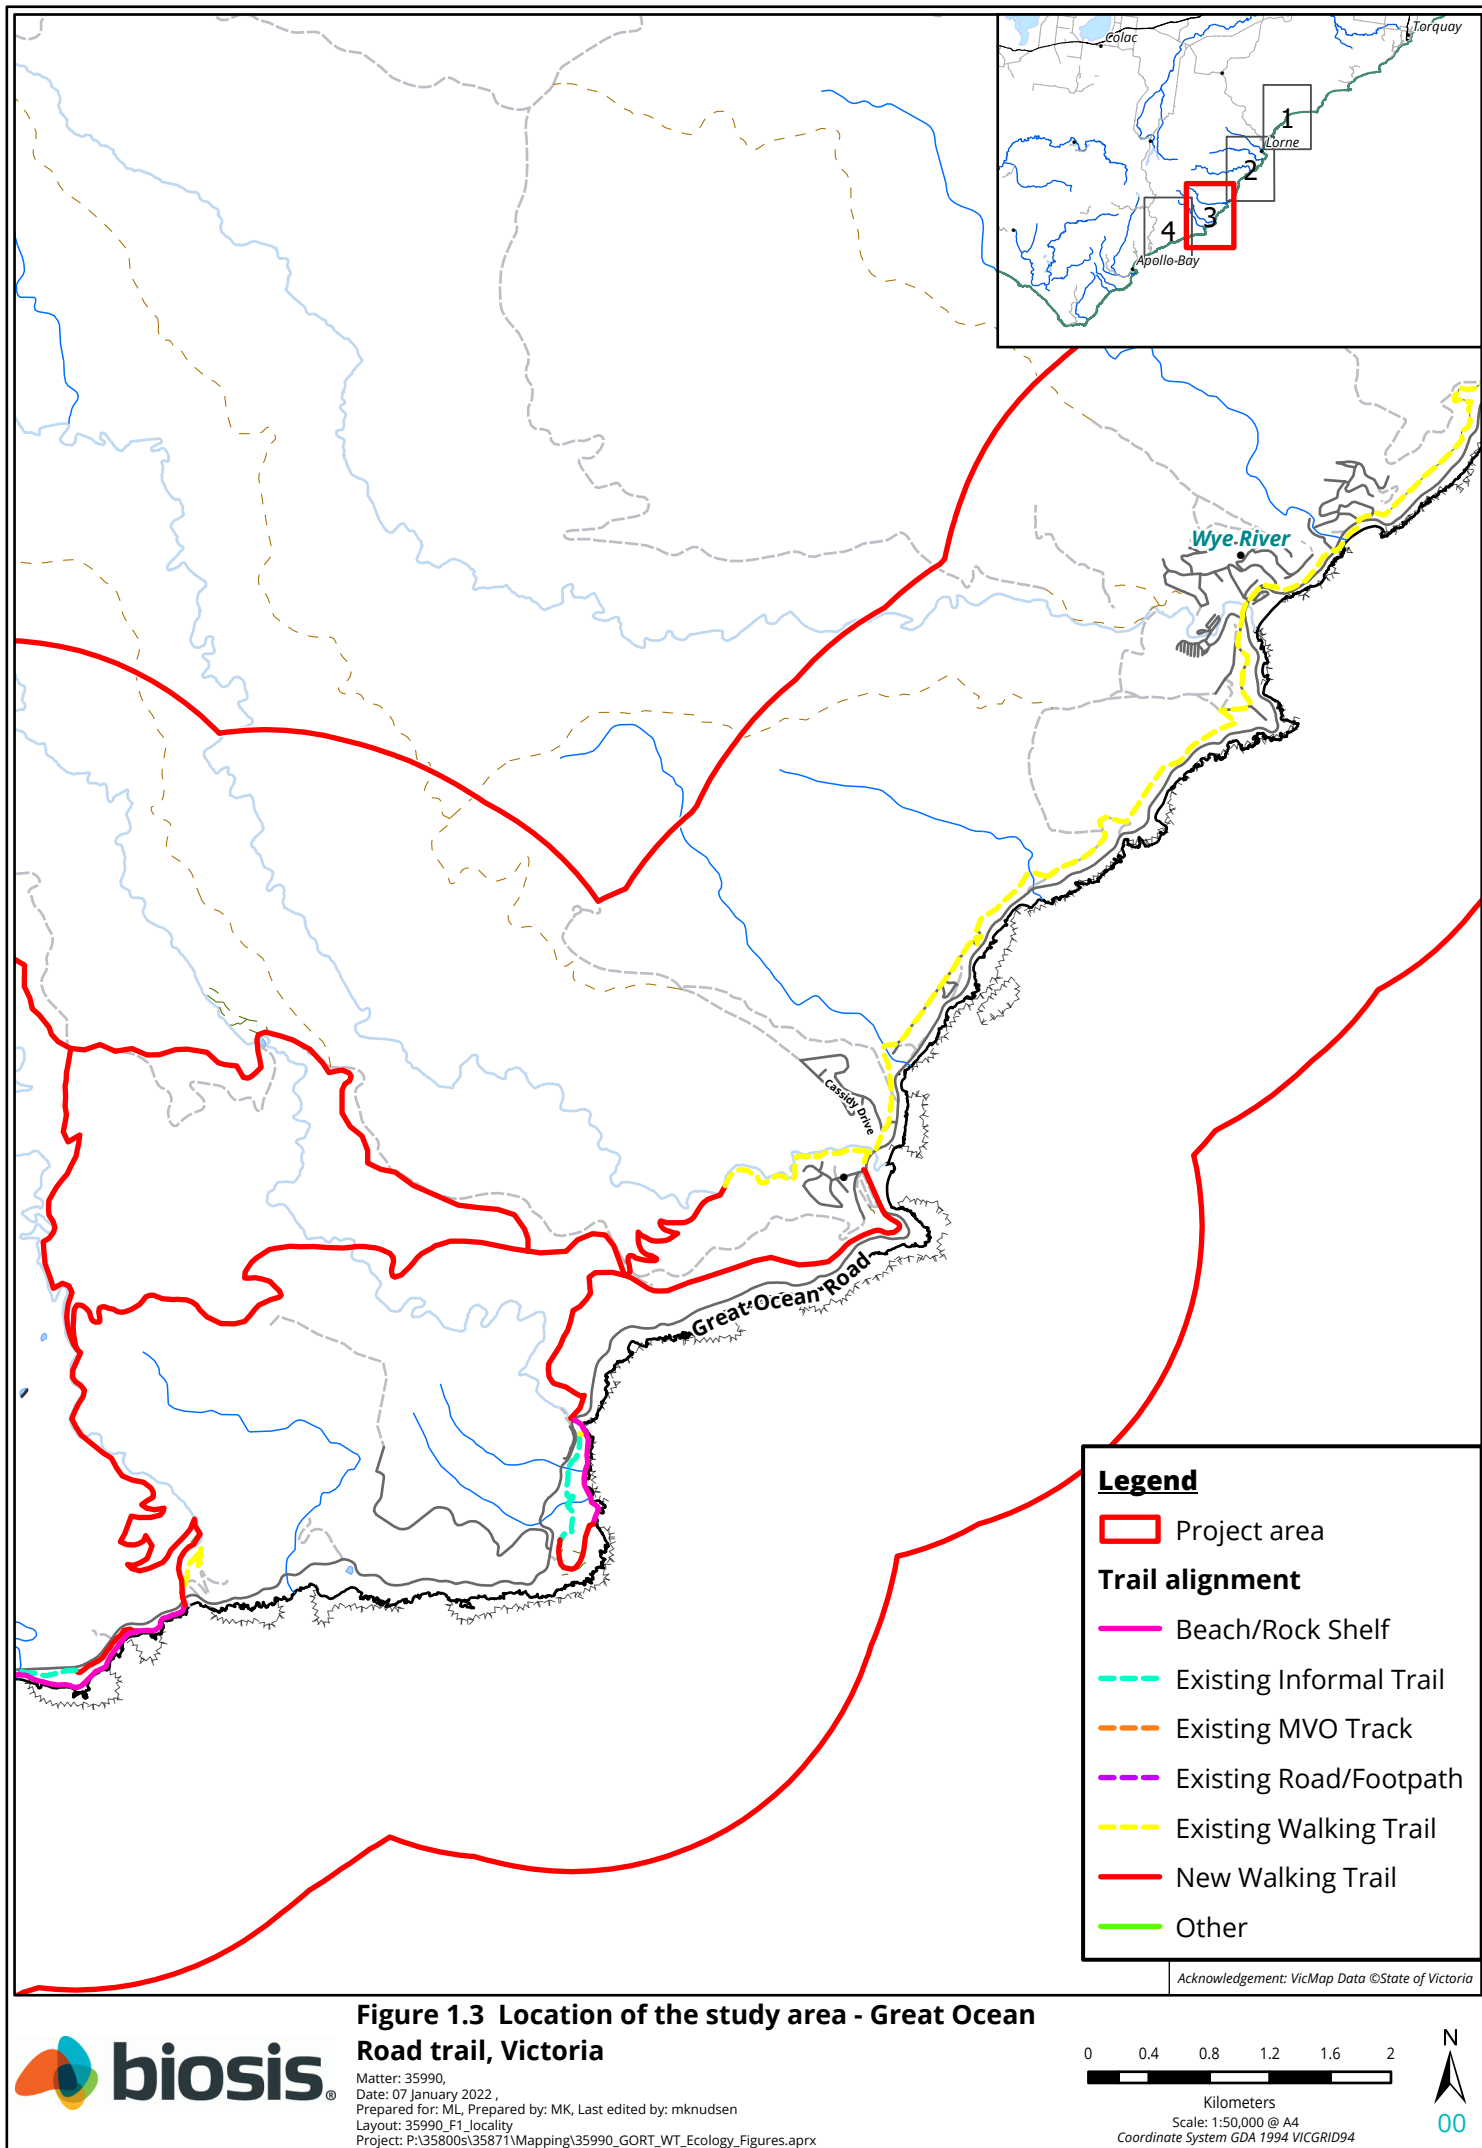 Colac
Torquay
1
Lorne
2
3
4
Apollo-Bay
Wye River
Cassidy Drive
Great Ocean Road
Legend
Project area
Trail alignment
Beach/Rock Shelf
Existing Informal Trail
Existing MVO Track
Existing Road/Footpath
Existing Walking Trail
New Walking Trail
Other
Acknowledgement: VicMap Data ©State of Victoria
biosis®
Figure 1.3 Location of the study area - Great Ocean
Road trail, Victoria
Matter: 35990,
Date: 07 January 2022 ,
Prepared for: ML, Prepared by: MK, Last edited by: mknudsen
Layout: 35990_F1_locality
Project: P:\35800s\35871\Mapping\35990_GORT_WT_Ecology_Figures.aprx
0 0.4 0.8 1.2 1.6 2
Kilometers
Scale: 1:50,000 @ A4
Coordinate System GDA 1994 VICGRID94
N
00